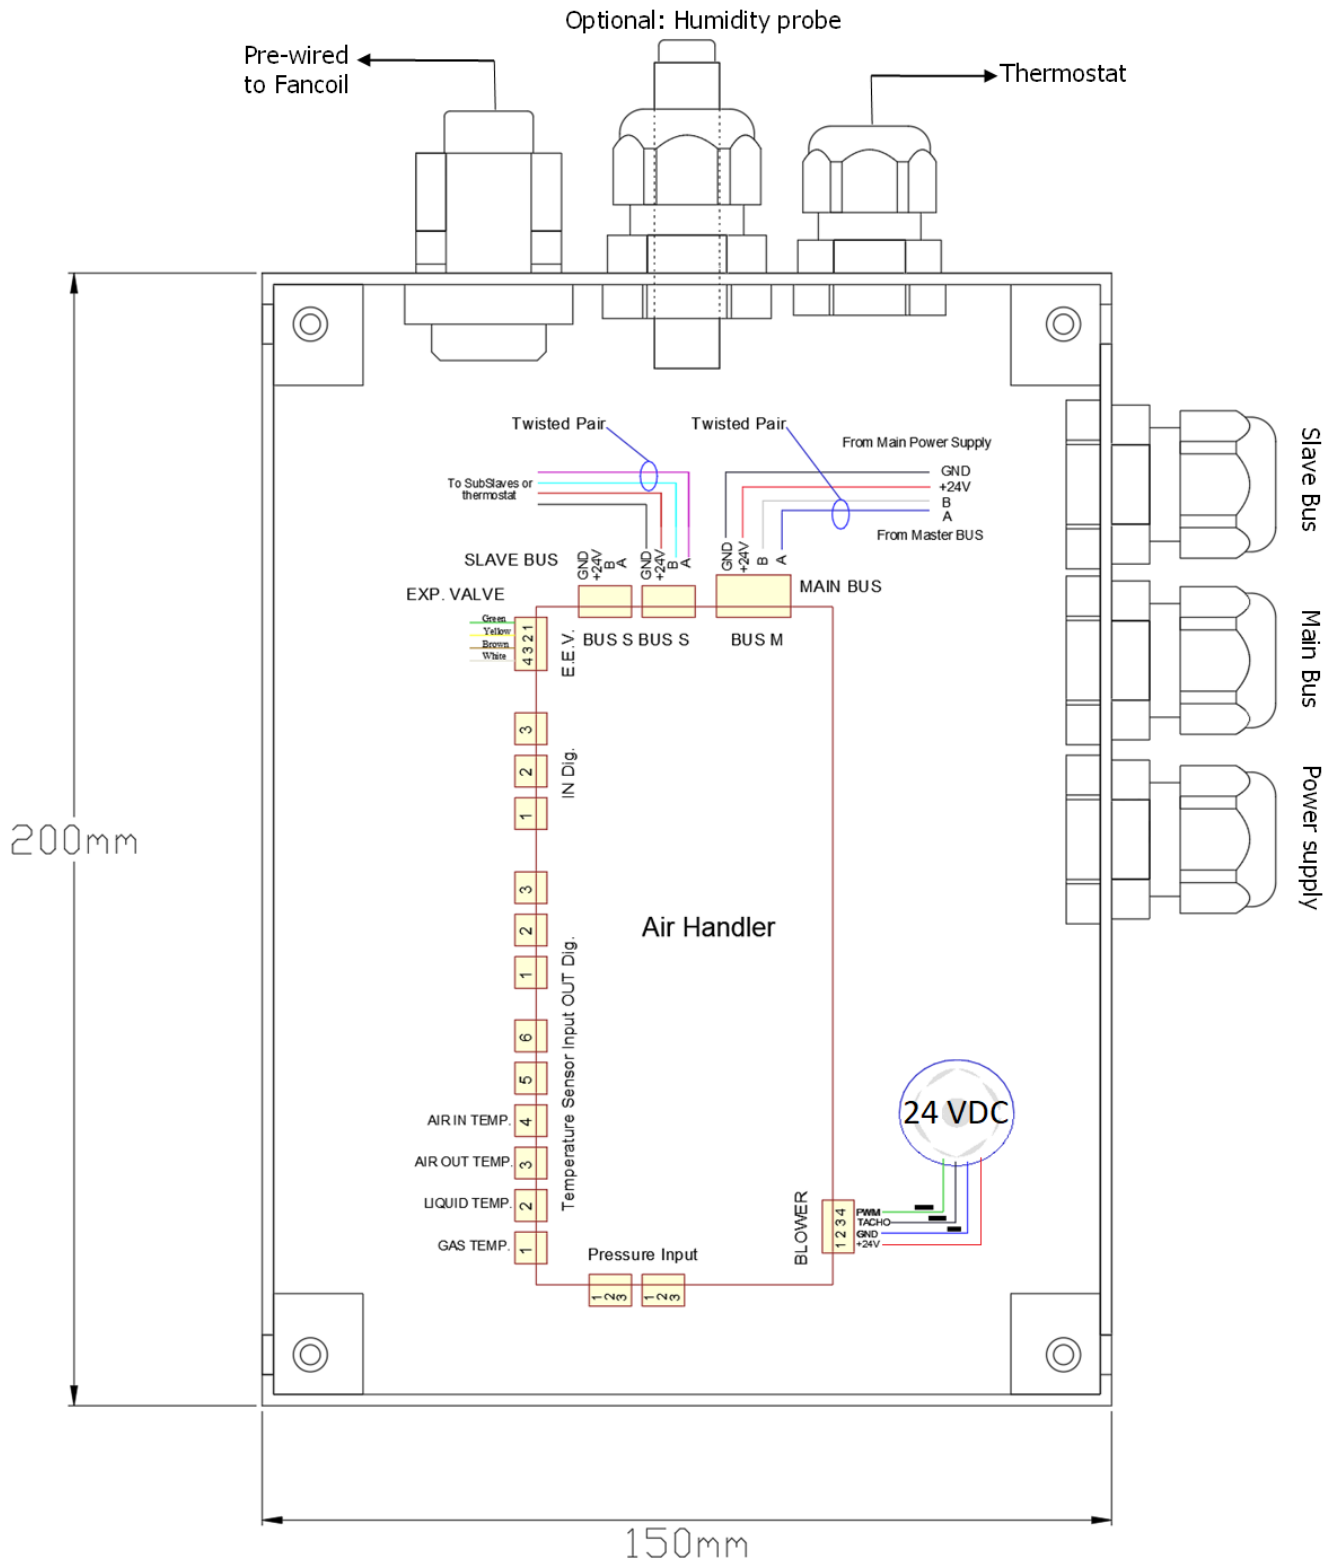 Optional: Humidity probe
Pre-wired
to Fancoil
Thermostat
Twisted Pair
Twisted Pair
From Main Power Supply
GND
+24V
B
A
From Master BUS
To SubSlaves or
thermostat
SLAVE BUS
GND
+24V
B
A
GND
+24V
B
A
GND
+24V
B
A
MAIN BUS
EXP. VALVE
BUS S
BUS S
BUS M
Green
Yellow
Brown
White
4 3 2 1
E.E.V.
3
2
1
IN Dig.
3
2
1
OUT Dig.
Air Handler
6
5
AIR IN TEMP. 4
AIR OUT TEMP. 3
LIQUID TEMP. 2
GAS TEMP. 1
Temperature Sensor Input
Pressure Input
1 2 3
1 2 3
24 VDC
BLOWER
1 2 3 4
PWM
TACHO
GND
+24V
Slave Bus
Main Bus
Power supply
200mm
150mm